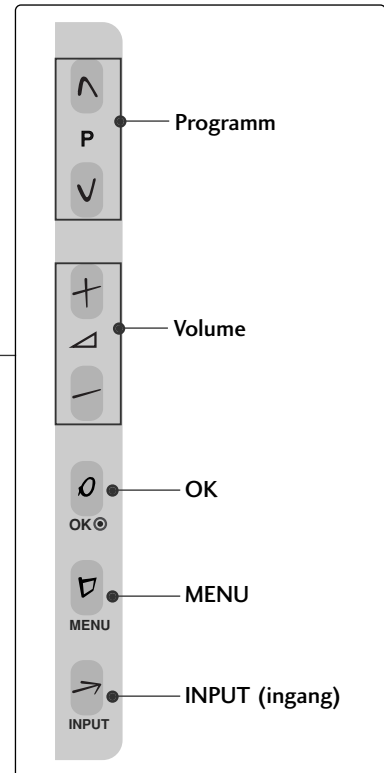 P
Programm
Volume
OK
OK
MENU
MENU
INPUT (ingang)
INPUT